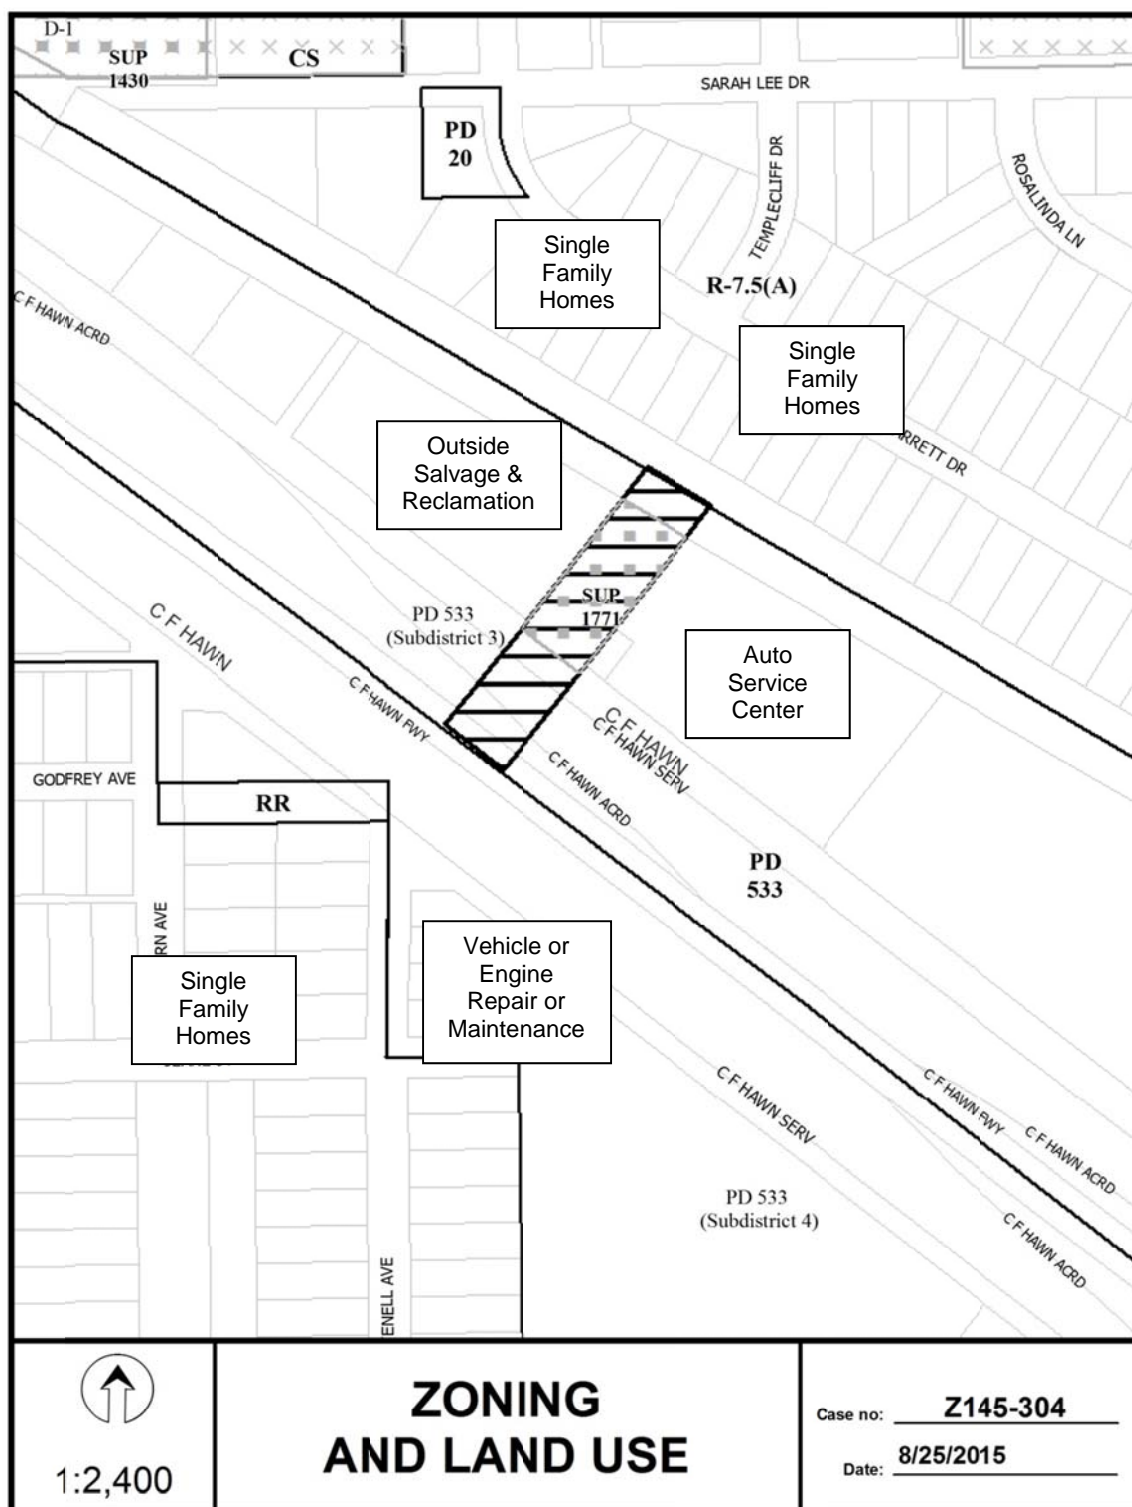 D-1
SUP
1430
CS
SARAH LEE DR
PD
20
TEMPLECLIFF DR
ROSALINDA LN
Single
Family
Homes
R-7.5(A)
C F HAWN ACRD
Single
Family
Homes
RRETT DR
Outside
Salvage &
Reclamation
SUP
1771
PD 533
(Subdistrict 3)
C F HAWN
C F HAWN FWY
Auto
Service
Center
C F HAWN
C F HAWN SERV
C F HAWN ACRD
GODFREY AVE
RR
PD
533
RN AVE
Single
Family
Homes
Vehicle or
Engine
Repair or
Maintenance
C F HAWN SERV
C F HAWN FWY
C F HAWN ACRD
PD 533
(Subdistrict 4)
C F HAWN ACRD
ENELL AVE
1:2,400
ZONING
AND LAND USE
Case no: Z145-304
Date: 8/25/2015